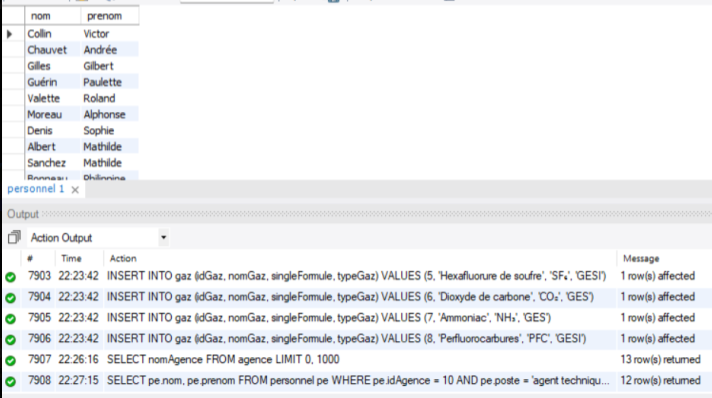 nom prenom
Collin Victor
Chauvet Andrée
Gilles Gilbert
Guérin Paulette
Valette Roland
Moreau Alphonse
Denis Sophie
Albert Mathilde
Sanchez Mathilde
Bonneau Philippine
personnel 1
Output
Action Output
# Time Action Message
7903 22:23:42 INSERT INTO gaz (idGaz, nomGaz, singleFormule, typeGaz) VALUES (5, 'Hexafluorure de soufre', 'SF₆', 'GESI') 1 row(s) affected
7904 22:23:42 INSERT INTO gaz (idGaz, nomGaz, singleFormule, typeGaz) VALUES (6, 'Dioxyde de carbone', 'CO₂', 'GES') 1 row(s) affected
7905 22:23:42 INSERT INTO gaz (idGaz, nomGaz, singleFormule, typeGaz) VALUES (7, 'Ammoniac', 'NH₃', 'GES') 1 row(s) affected
7906 22:23:42 INSERT INTO gaz (idGaz, nomGaz, singleFormule, typeGaz) VALUES (8, 'Perfluorocarbures', 'PFC', 'GESI') 1 row(s) affected
7907 22:26:16 SELECT nomAgence FROM agence LIMIT 0, 1000 13 row(s) returned
7908 22:27:15 SELECT pe.nom, pe.prenom FROM personnel pe WHERE pe.idAgence = 10 AND pe.poste = 'agent techniqu... 12 row(s) returned